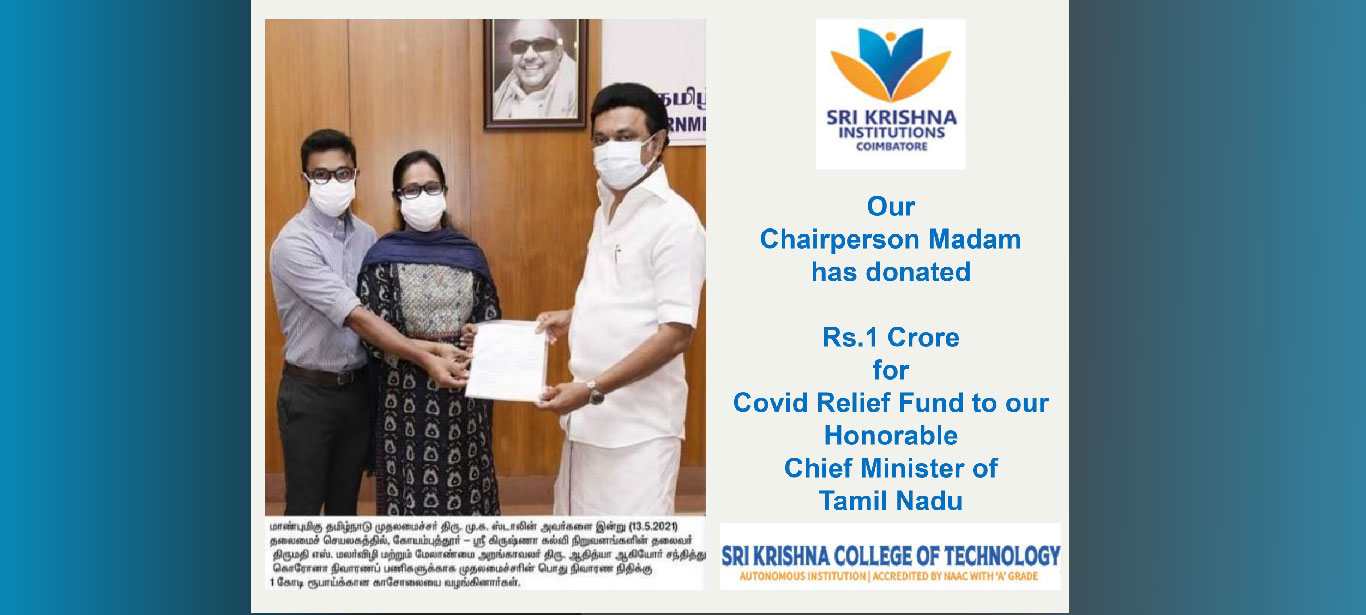 தமிழ்
RNME
மாண்புமிகு தமிழ்நாடு முதலமைச்சர் திரு. மு.க. ஸ்டாலின் அவர்களை இன்று (13.5.2021)
தலைமைச் செயலகத்தில், கோயம்புத்தூர் – ஸ்ரீ கிருஷ்ணா கல்வி நிறுவனங்களின் தலைவர்
திருமதி எஸ். மலர்விழி மற்றும் மேலாண்மை அறங்காவலர் திரு. ஆதித்யா ஆகியோர் சந்தித்து
கொரோனா நிவாரணப் பணிகளுக்காக முதலமைச்சரின் பொது நிவாரண நிதிக்கு
1 கோடி ரூபாய்க்கான காசோலையை வழங்கினார்கள்.
SRI KRISHNA
INSTITUTIONS
COIMBATORE
Our
Chairperson Madam
has donated
Rs.1 Crore
for
Covid Relief Fund to our
Honorable
Chief Minister of
Tamil Nadu
SRI KRISHNA COLLEGE OF TECHNOLOGY
AUTONOMOUS INSTITUTION | ACCREDITED BY NAAC WITH 'A' GRADE